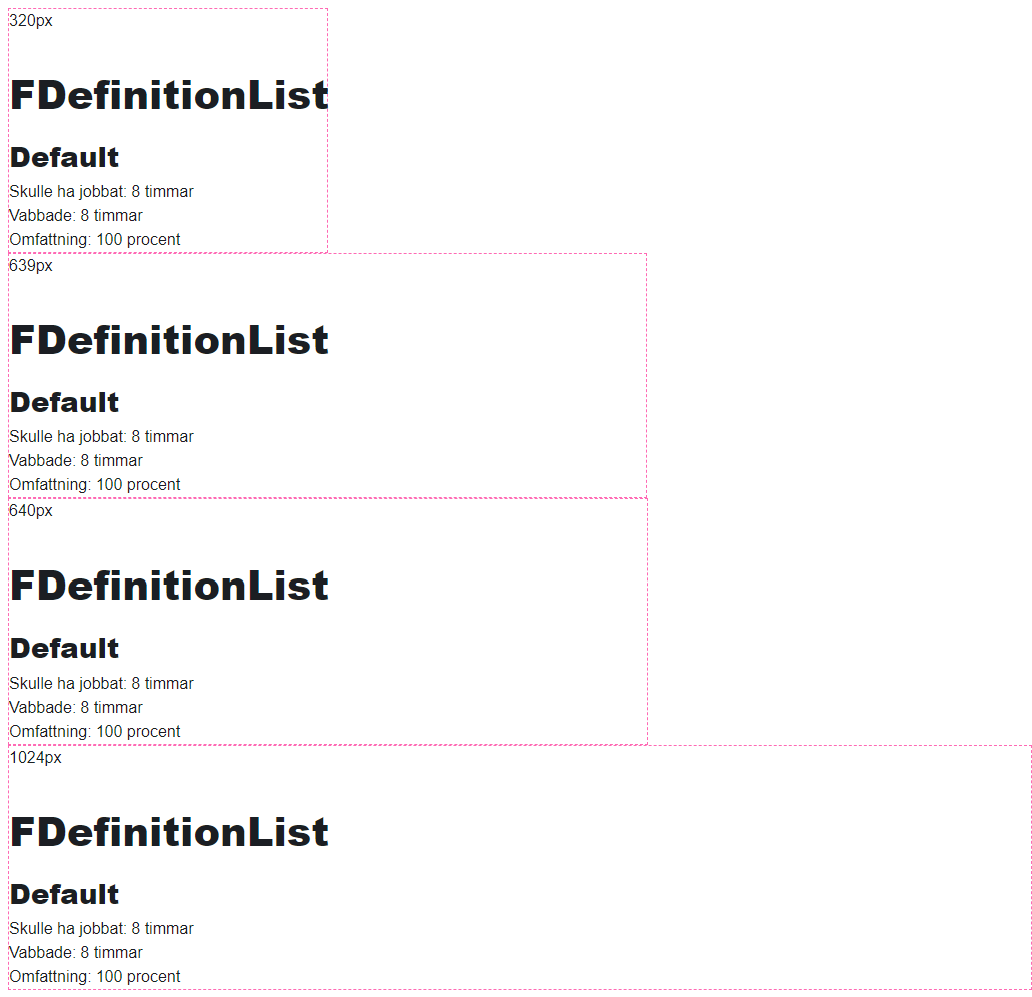 320px
FDefinitionList
Default
Skulle ha jobbat: 8 timmar
Vabbade: 8 timmar
Omfattning: 100 procent
639px
FDefinitionList
Default
Skulle ha jobbat: 8 timmar
Vabbade: 8 timmar
Omfattning: 100 procent
640px
FDefinitionList
Default
Skulle ha jobbat: 8 timmar
Vabbade: 8 timmar
Omfattning: 100 procent
1024px
FDefinitionList
Default
Skulle ha jobbat: 8 timmar
Vabbade: 8 timmar
Omfattning: 100 procent